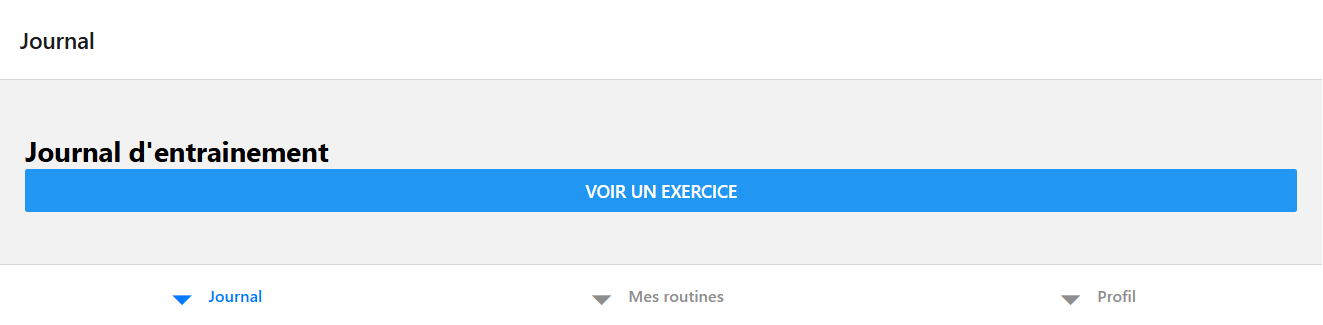 Journal
Journal d'entrainement
VOIR UN EXERCICE
Journal Mes routines Profil